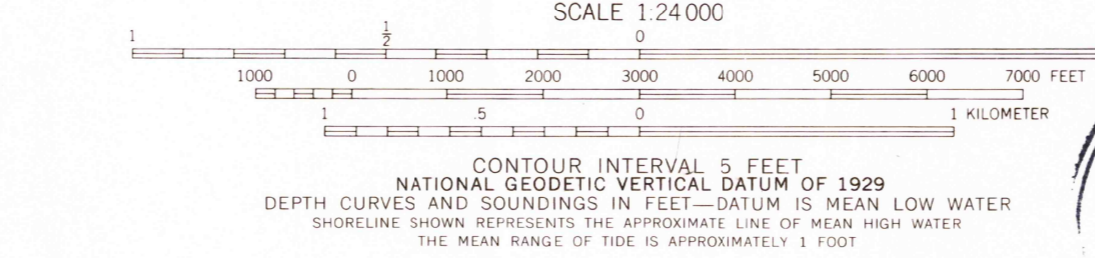 SCALE 1:24 000
1 ½ 0
1000 0 1000 2000 3000 4000 5000 6000 7000 FEET
1 .5 0 1 KILOMETER
CONTOUR INTERVAL 5 FEET
NATIONAL GEODETIC VERTICAL DATUM OF 1929
DEPTH CURVES AND SOUNDINGS IN FEET—DATUM IS MEAN LOW WATER
SHORELINE SHOWN REPRESENTS THE APPROXIMATE LINE OF MEAN HIGH WATER
THE MEAN RANGE OF TIDE IS APPROXIMATELY 1 FOOT